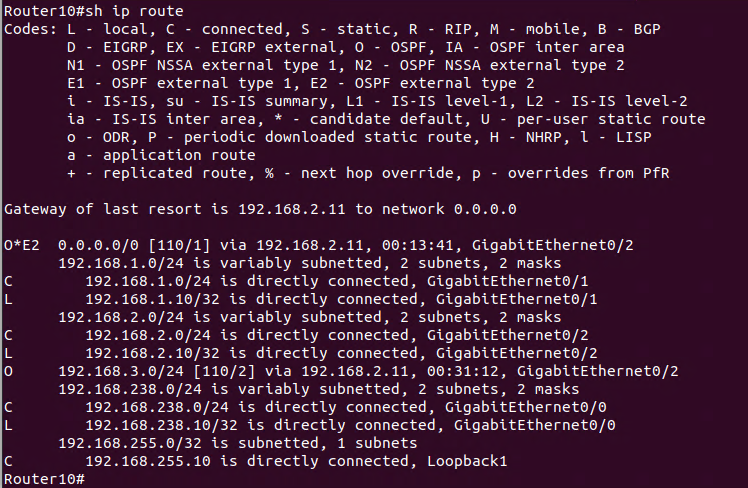 Router10#sh ip route
Codes: L - local, C - connected, S - static, R - RIP, M - mobile, B - BGP
       D - EIGRP, EX - EIGRP external, O - OSPF, IA - OSPF inter area
       N1 - OSPF NSSA external type 1, N2 - OSPF NSSA external type 2
       E1 - OSPF external type 1, E2 - OSPF external type 2
       i - IS-IS, su - IS-IS summary, L1 - IS-IS level-1, L2 - IS-IS level-2
       ia - IS-IS inter area, * - candidate default, U - per-user static route
       o - ODR, P - periodic downloaded static route, H - NHRP, l - LISP
       a - application route
       + - replicated route, % - next hop override, p - overrides from PfR

Gateway of last resort is 192.168.2.11 to network 0.0.0.0

O*E2  0.0.0.0/0 [110/1] via 192.168.2.11, 00:13:41, GigabitEthernet0/2
      192.168.1.0/24 is variably subnetted, 2 subnets, 2 masks
C        192.168.1.0/24 is directly connected, GigabitEthernet0/1
L        192.168.1.10/32 is directly connected, GigabitEthernet0/1
      192.168.2.0/24 is variably subnetted, 2 subnets, 2 masks
C        192.168.2.0/24 is directly connected, GigabitEthernet0/2
L        192.168.2.10/32 is directly connected, GigabitEthernet0/2
O     192.168.3.0/24 [110/2] via 192.168.2.11, 00:31:12, GigabitEthernet0/2
      192.168.238.0/24 is variably subnetted, 2 subnets, 2 masks
C        192.168.238.0/24 is directly connected, GigabitEthernet0/0
L        192.168.238.10/32 is directly connected, GigabitEthernet0/0
      192.168.255.0/32 is subnetted, 1 subnets
C        192.168.255.10 is directly connected, Loopback1
Router10#